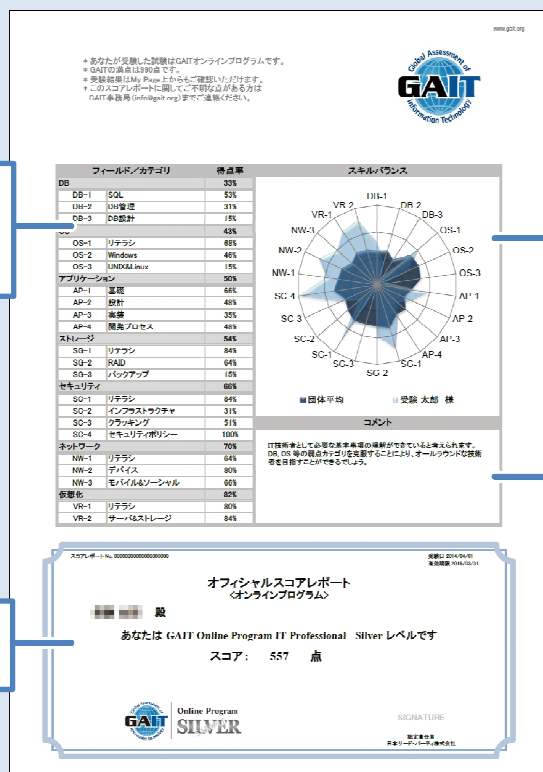 www.gait.org
＊あなたが受験した試験はGAITオンラインプログラムです。
＊GAITの満点は990点です。
＊受験結果はMy Page上からもご確認いただけます。
＊このスコアレポートに関してご不明な点がある方は
GAIT事務局(info@gait.org)までご連絡ください。
Global Assessment of
GAIT
Information Technology
フィールド／カテゴリ 得点率
DB 33%
DB-1 SQL 53%
DB-2 DB管理 31%
DB-3 DB設計 15%
OS 43%
OS-1 リテラシ 68%
OS-2 Windows 46%
OS-3 UNIX&Linux 15%
アプリケーション 50%
AP-1 基礎 66%
AP-2 設計 48%
AP-3 実装 35%
AP-4 開発プロセス 48%
ストレージ 54%
SG-1 リテラシ 84%
SG-2 RAID 64%
SG-3 バックアップ 15%
セキュリティ 66%
SC-1 リテラシ 84%
SC-2 インフラストラクチャ 31%
SC-3 クラッキング 51%
SC-4 セキュリティポリシー 100%
ネットワーク 70%
NW-1 リテラシ 64%
NW-2 デバイス 80%
NW-3 モバイル&ソーシャル 66%
仮想化 82%
VR-1 リテラシ 80%
VR-2 サーバ&ストレージ 84%
スキルバランス
DB-1
DB-2
DB-3
OS-1
OS-2
OS-3
AP-1
AP-2
AP-3
AP-4
SG-1
SG-2
SG-3
SC-1
SC-2
SC-3
SC-4
NW-1
NW-2
NW-3
VR-1
VR-2
団体平均 受験 太郎 様
コメント
IT技術者として必要な基本事項の理解ができていると考えられます。
DB, OS 等の弱点カテゴリを克服することにより、オールラウンドな技術
者を目指すことができるでしょう。
スコアレポートNo. 00000000000000000000
受験日 2014/04/01
有効期限 2016/03/31
オフィシャルスコアレポート
<オンラインプログラム>
殿
あなたは GAIT Online Program IT Professional Silver レベルです
スコア： 557 点
GAIT
Online Program
SILVER
SIGNATURE
認定責任者
日本サード・パーティ株式会社